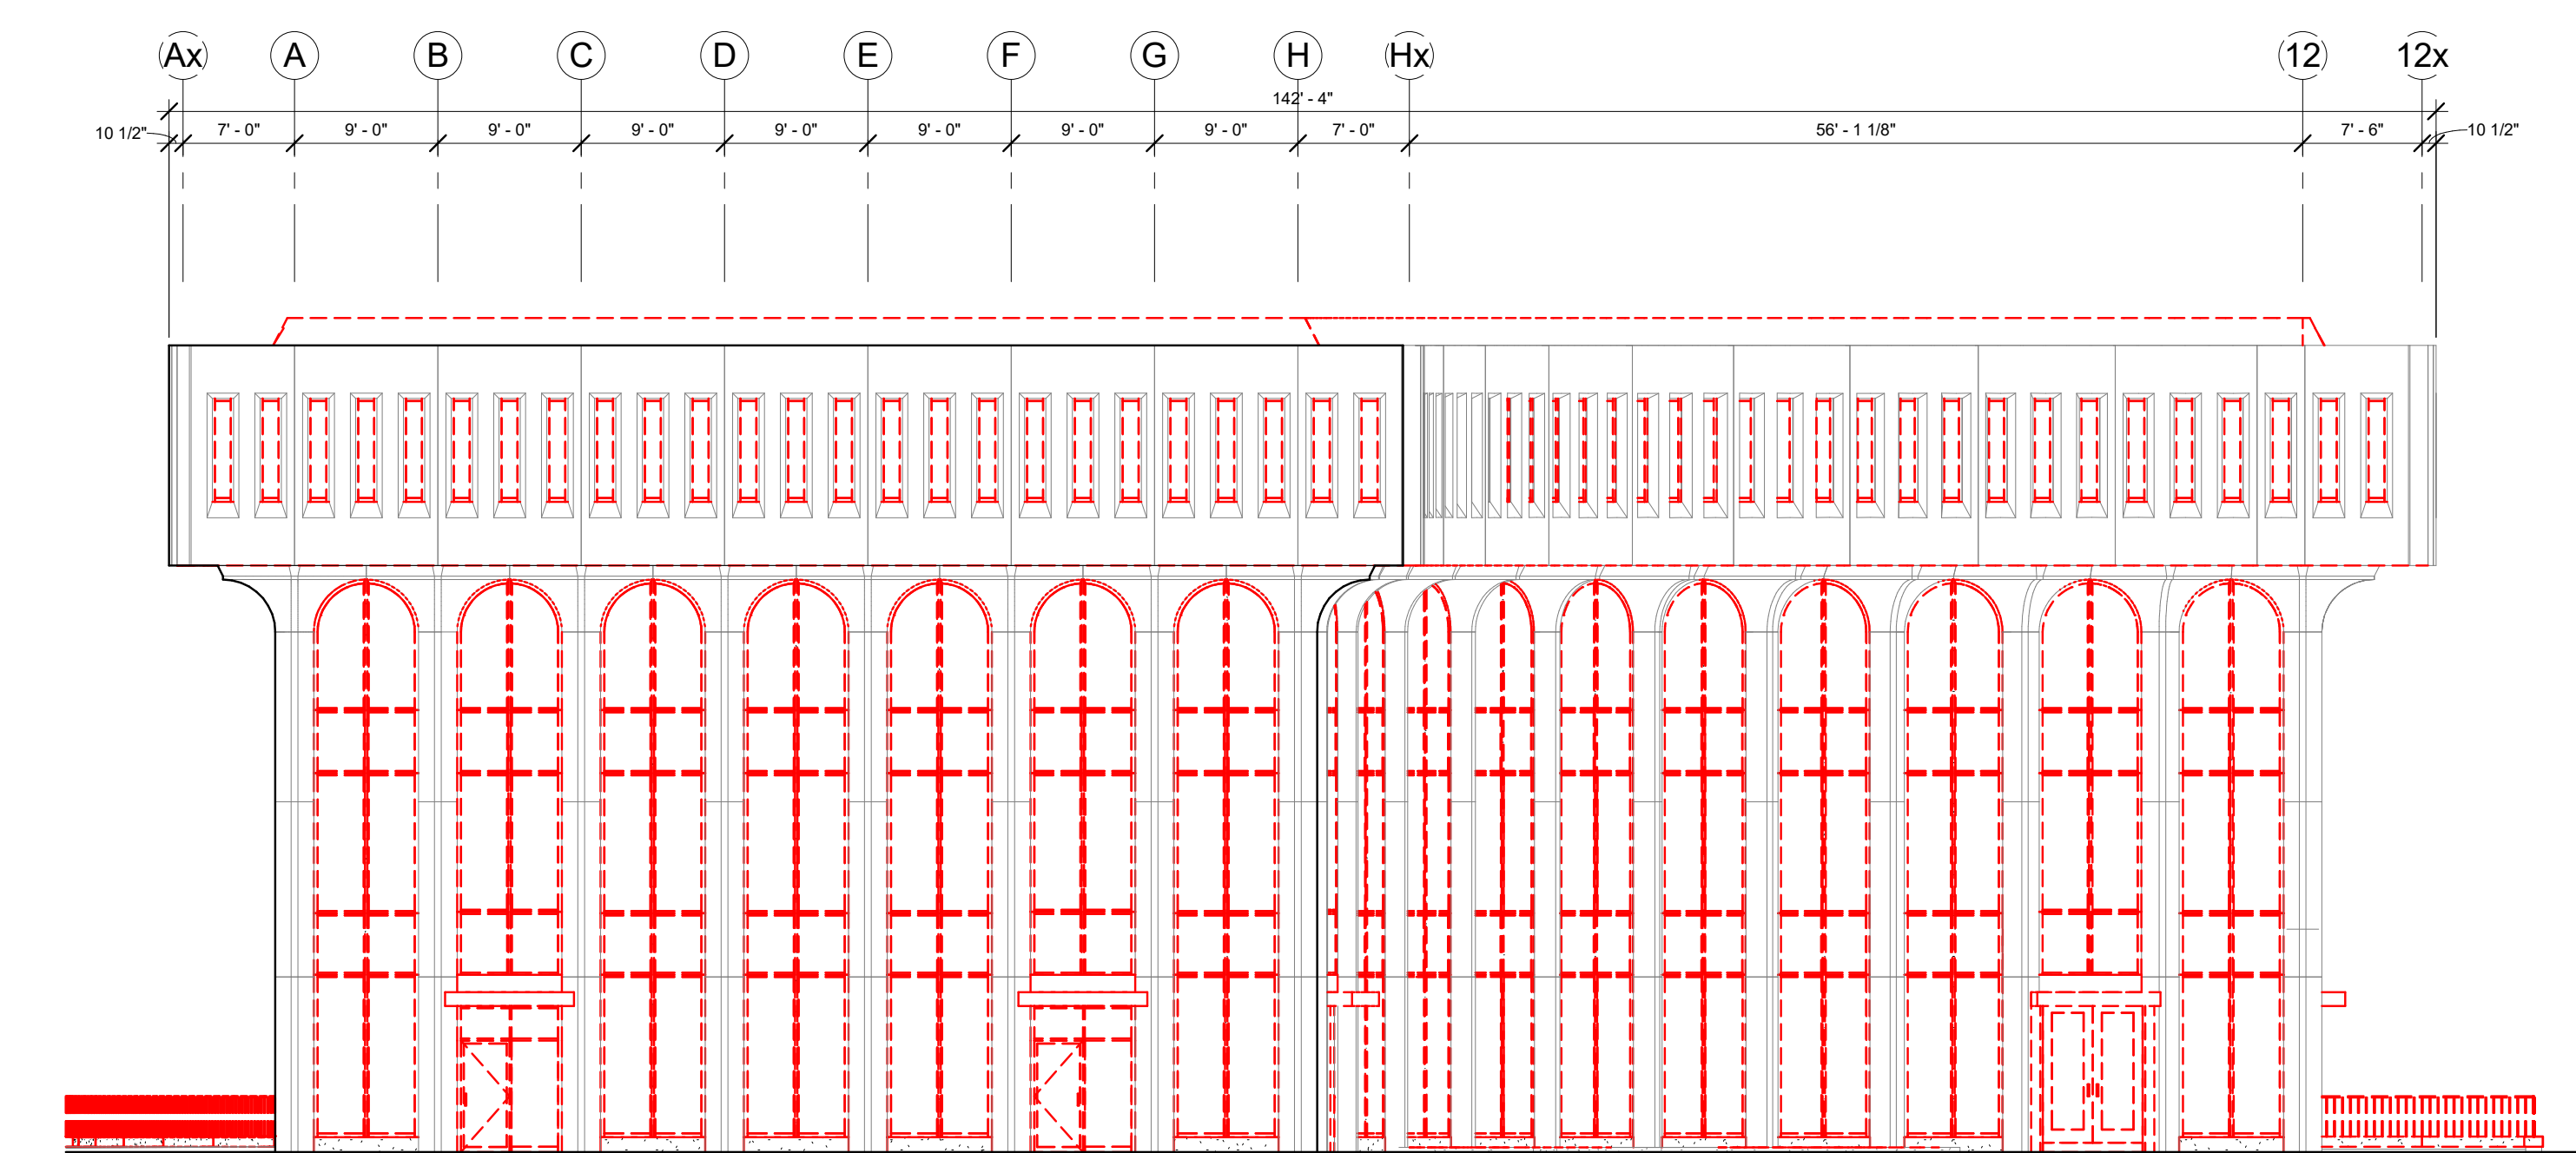 Ax A B C D E F G H Hx 12 12x
142' - 4"
10 1/2" 7' - 0" 9' - 0" 9' - 0" 9' - 0" 9' - 0" 9' - 0" 9' - 0" 9' - 0" 7' - 0" 56' - 1 1/8" 7' - 6" 10 1/2"